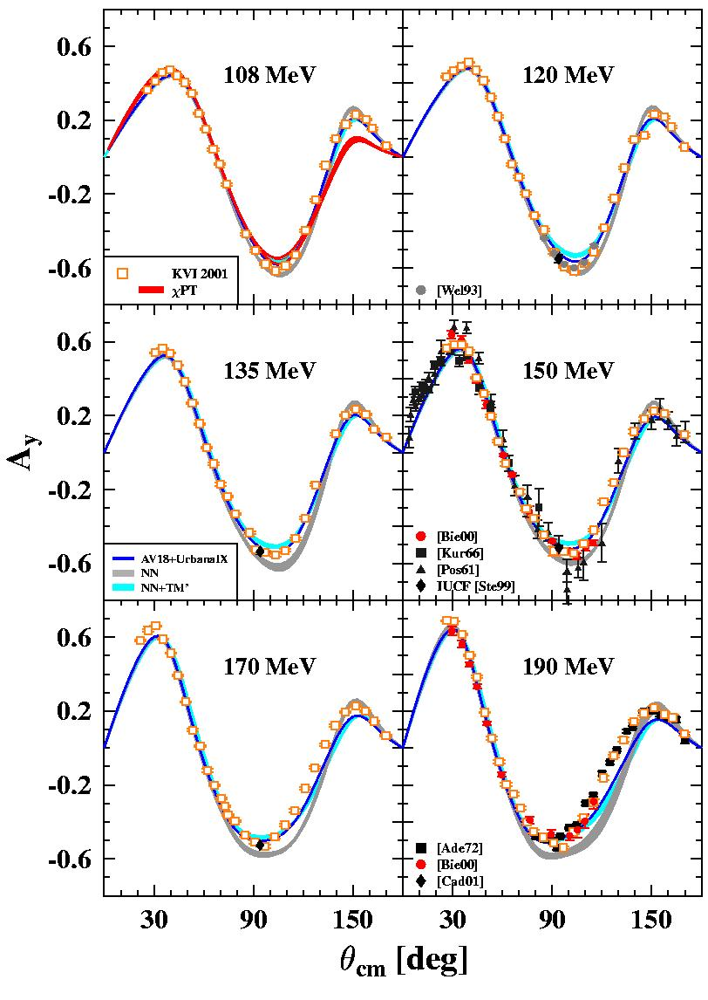 0.6
0.2
-0.2
-0.6
108 MeV
KVI 2001
χPT
120 MeV
[Wel93]
0.6
0.2
-0.2
-0.6
135 MeV
AV18+UrbanaIX
NN
NN+TM'
150 MeV
[Bie00]
[Kur66]
[Pos61]
IUCF [Ste99]
0.6
0.2
-0.2
-0.6
170 MeV
190 MeV
[Ade72]
[Bie00]
[Cad01]
30
90
150
30
90
150
Ay
θcm [deg]